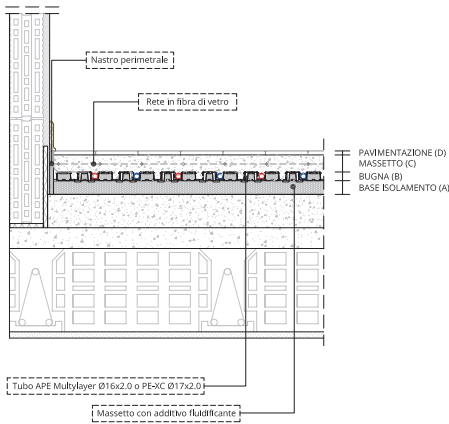 Nastro perimetrale
Rete in fibra di vetro
PAVIMENTAZIONE (D)
MASSETTO (C)
BUGNA (B)
BASE ISOLAMENTO (A)
Tubo APE Multylayer Ø16x2.0 o PE-XC Ø17x2.0
Massetto con additivo fluidificante